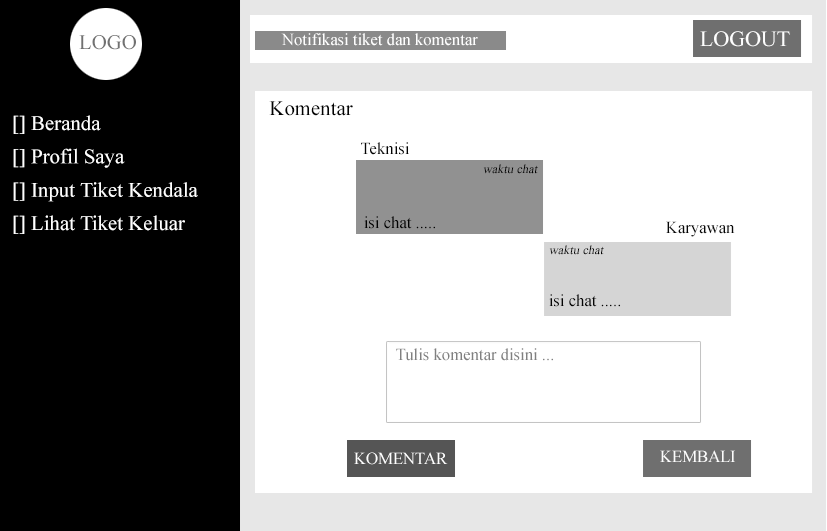 LOGO
[] Beranda
[] Profil Saya
[] Input Tiket Kendala
[] Lihat Tiket Keluar
Notifikasi tiket dan komentar
LOGOUT
Komentar
Teknisi
waktu chat
isi chat .....
Karyawan
waktu chat
isi chat .....
Tulis komentar disini ...
KOMENTAR
KEMBALI